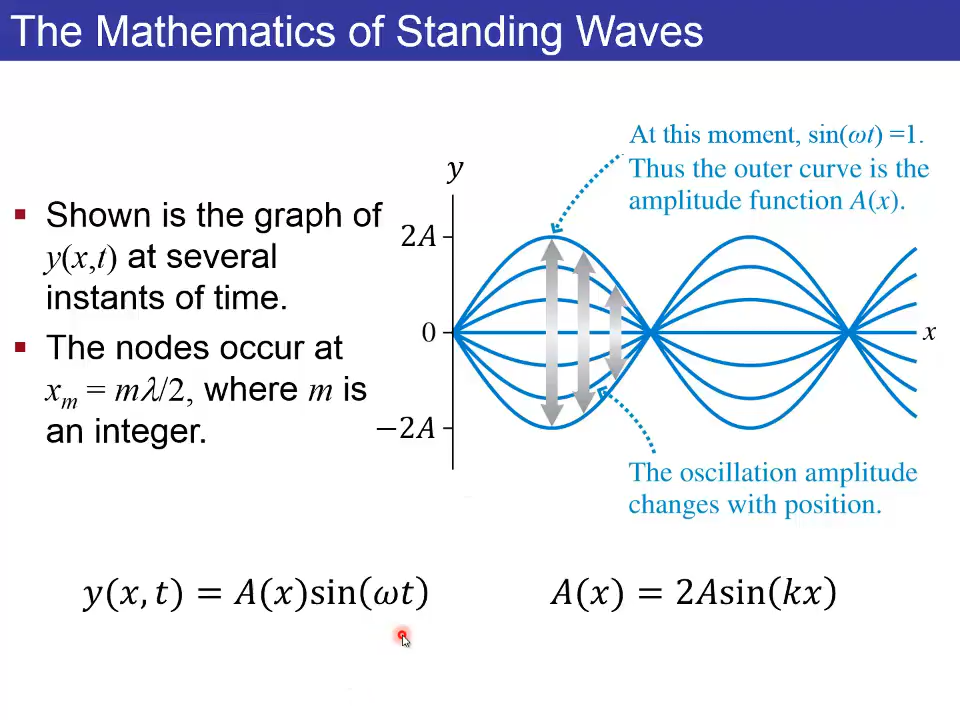 The Mathematics of Standing Waves
At this moment, sin(ωt) =1.
Thus the outer curve is the
amplitude function A(x).
▪ Shown is the graph of
y(x,t) at several
instants of time.
▪ The nodes occur at
xₘ = mλ/2, where m is
an integer.
y
2A
0
−2A
x
The oscillation amplitude
changes with position.
y(x, t) = A(x)sin(ωt)
A(x) = 2Asin(kx)